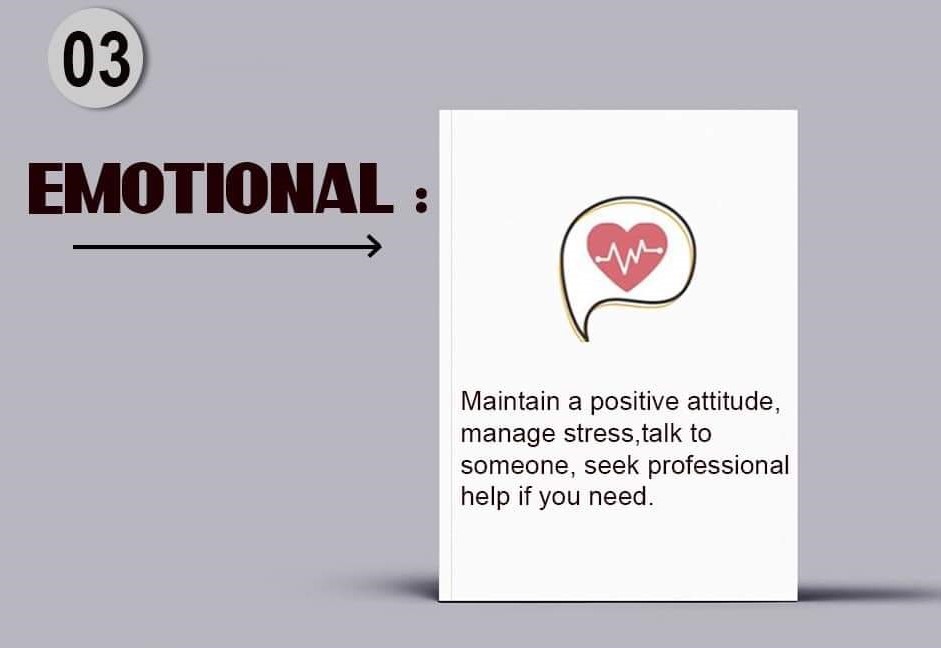 03
EMOTIONAL :
Maintain a positive attitude,
manage stress,talk to
someone, seek professional
help if you need.